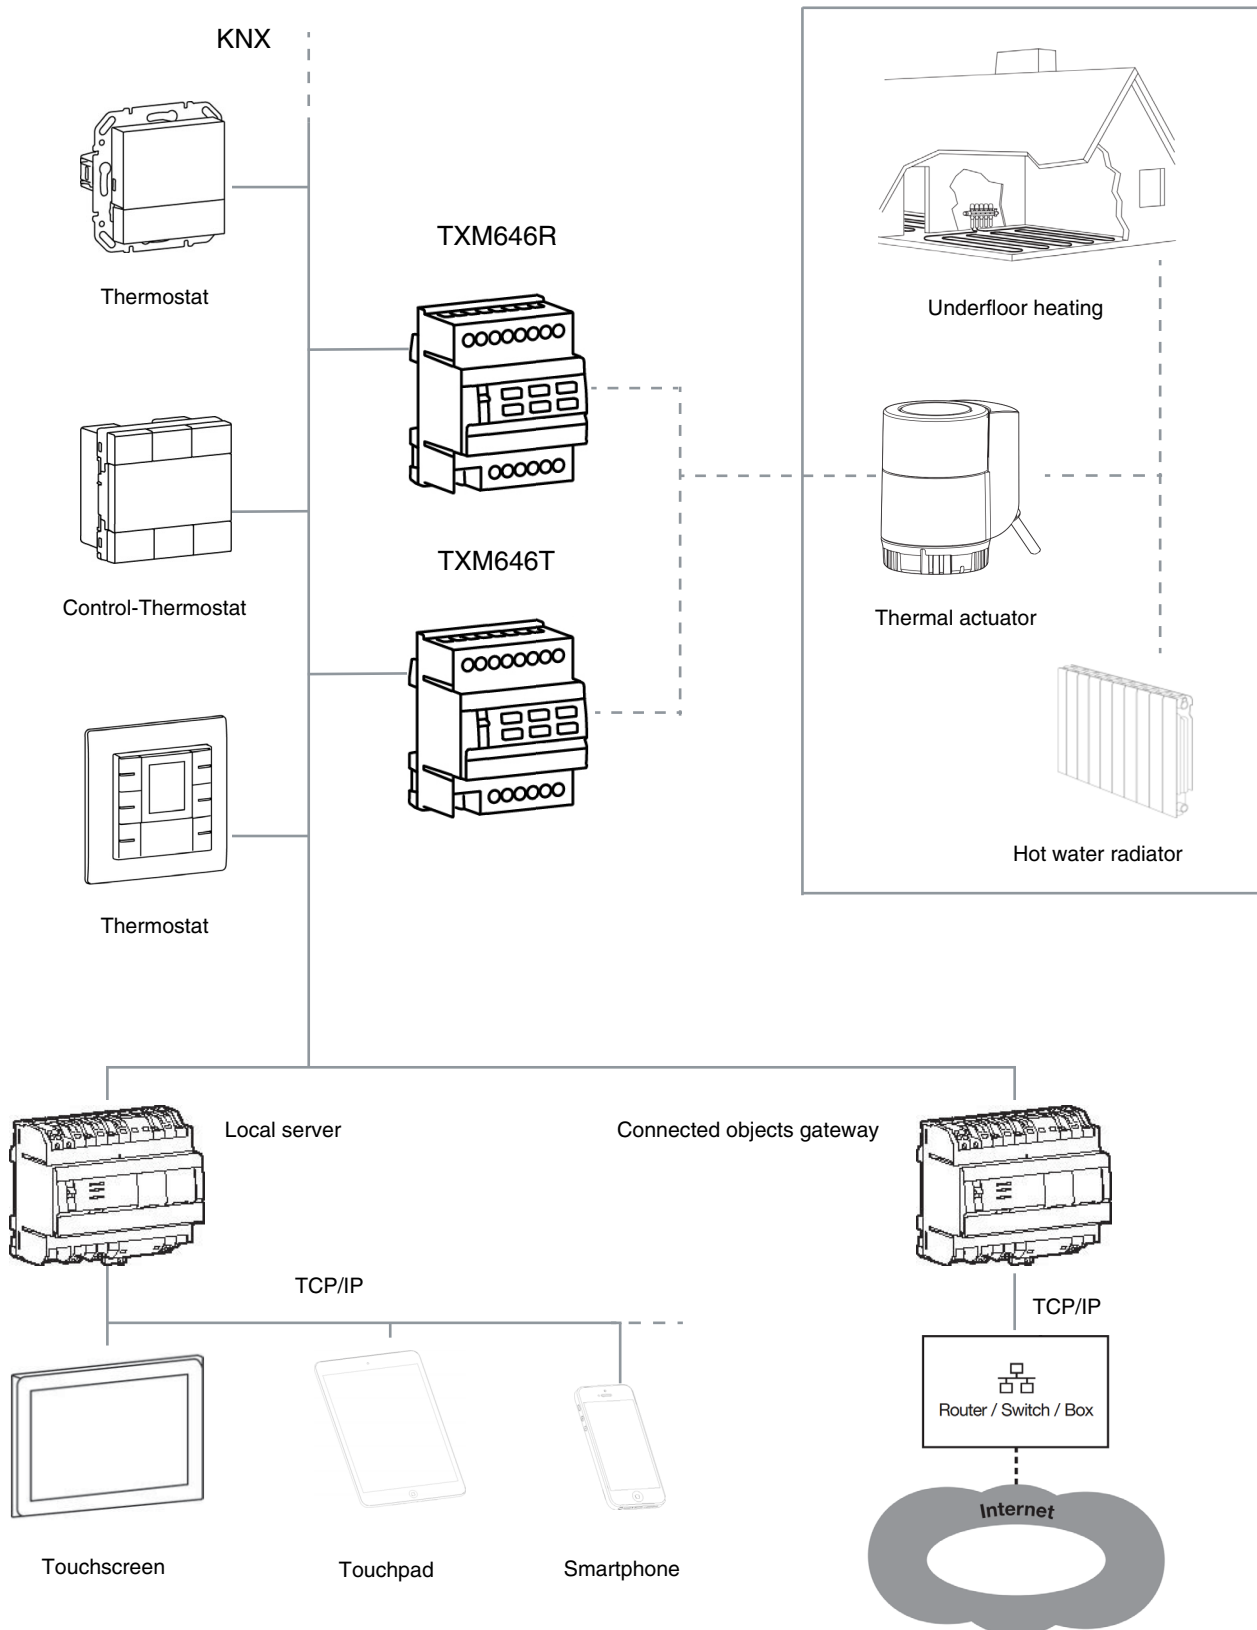 KNX
Thermostat
TXM646R
Underfloor heating
Control-Thermostat
TXM646T
Thermal actuator
Thermostat
Hot water radiator
Local server
Connected objects gateway
TCP/IP
TCP/IP
Router / Switch / Box
Internet
Touchscreen
Touchpad
Smartphone